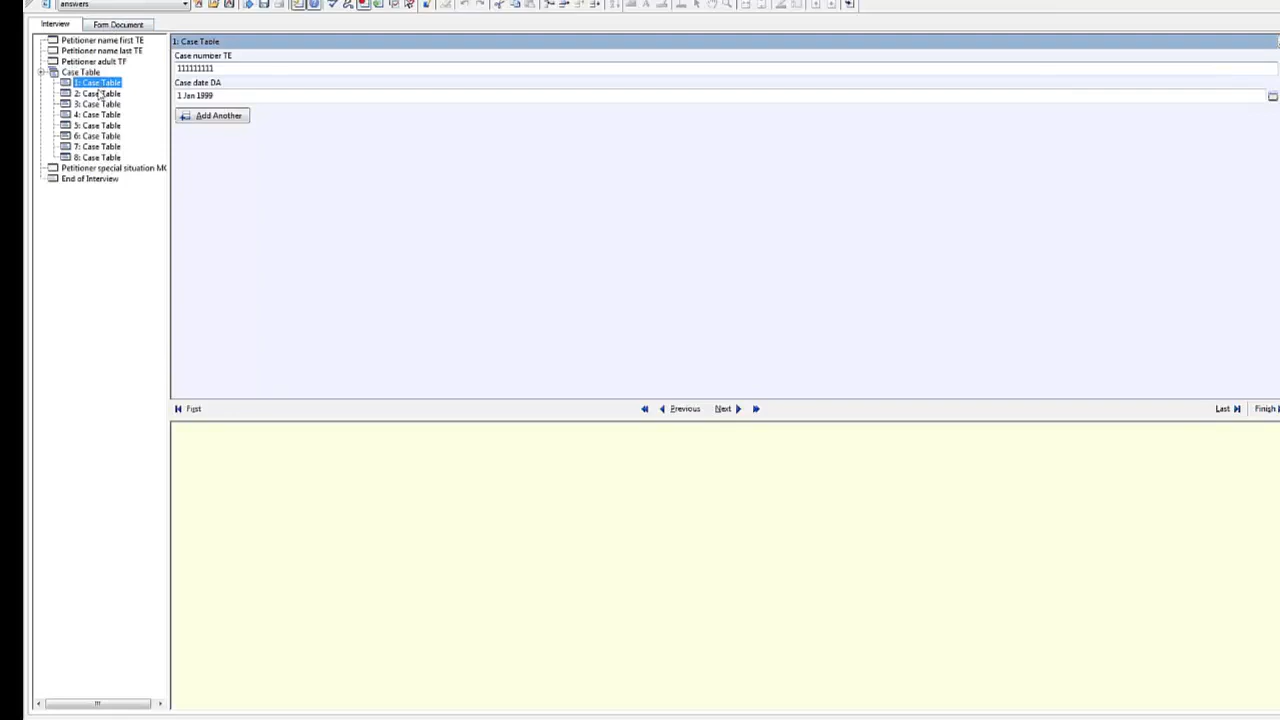 answers
Interview
Form Document
Petitioner name first TE
Petitioner name last TE
Petitioner adult TF
Case Table
1: Case Table
2: Case Table
3: Case Table
4: Case Table
5: Case Table
6: Case Table
7: Case Table
8: Case Table
Petitioner special situation MC
End of Interview
1: Case Table
Case number TE
111111111
Case date DA
1 Jan 1999
Add Another
First
Previous
Next
Last
Finish